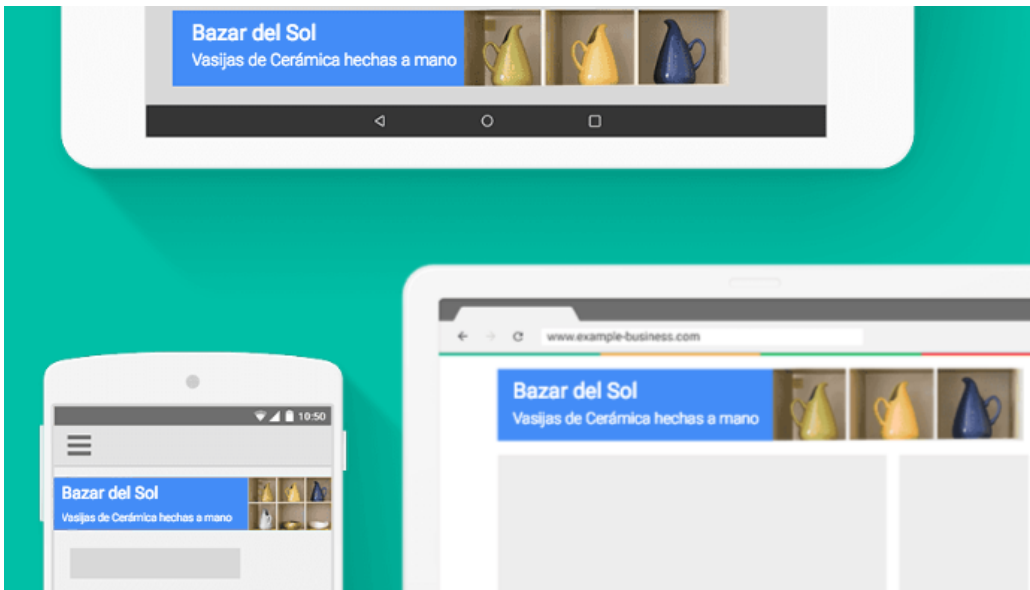 Bazar del Sol
Vasijas de Cerámica hechas a mano
www.example-business.com
Bazar del Sol
Vasijas de Cerámica hechas a mano
10:50
Bazar del Sol
Vasijas de Cerámica hechas a mano